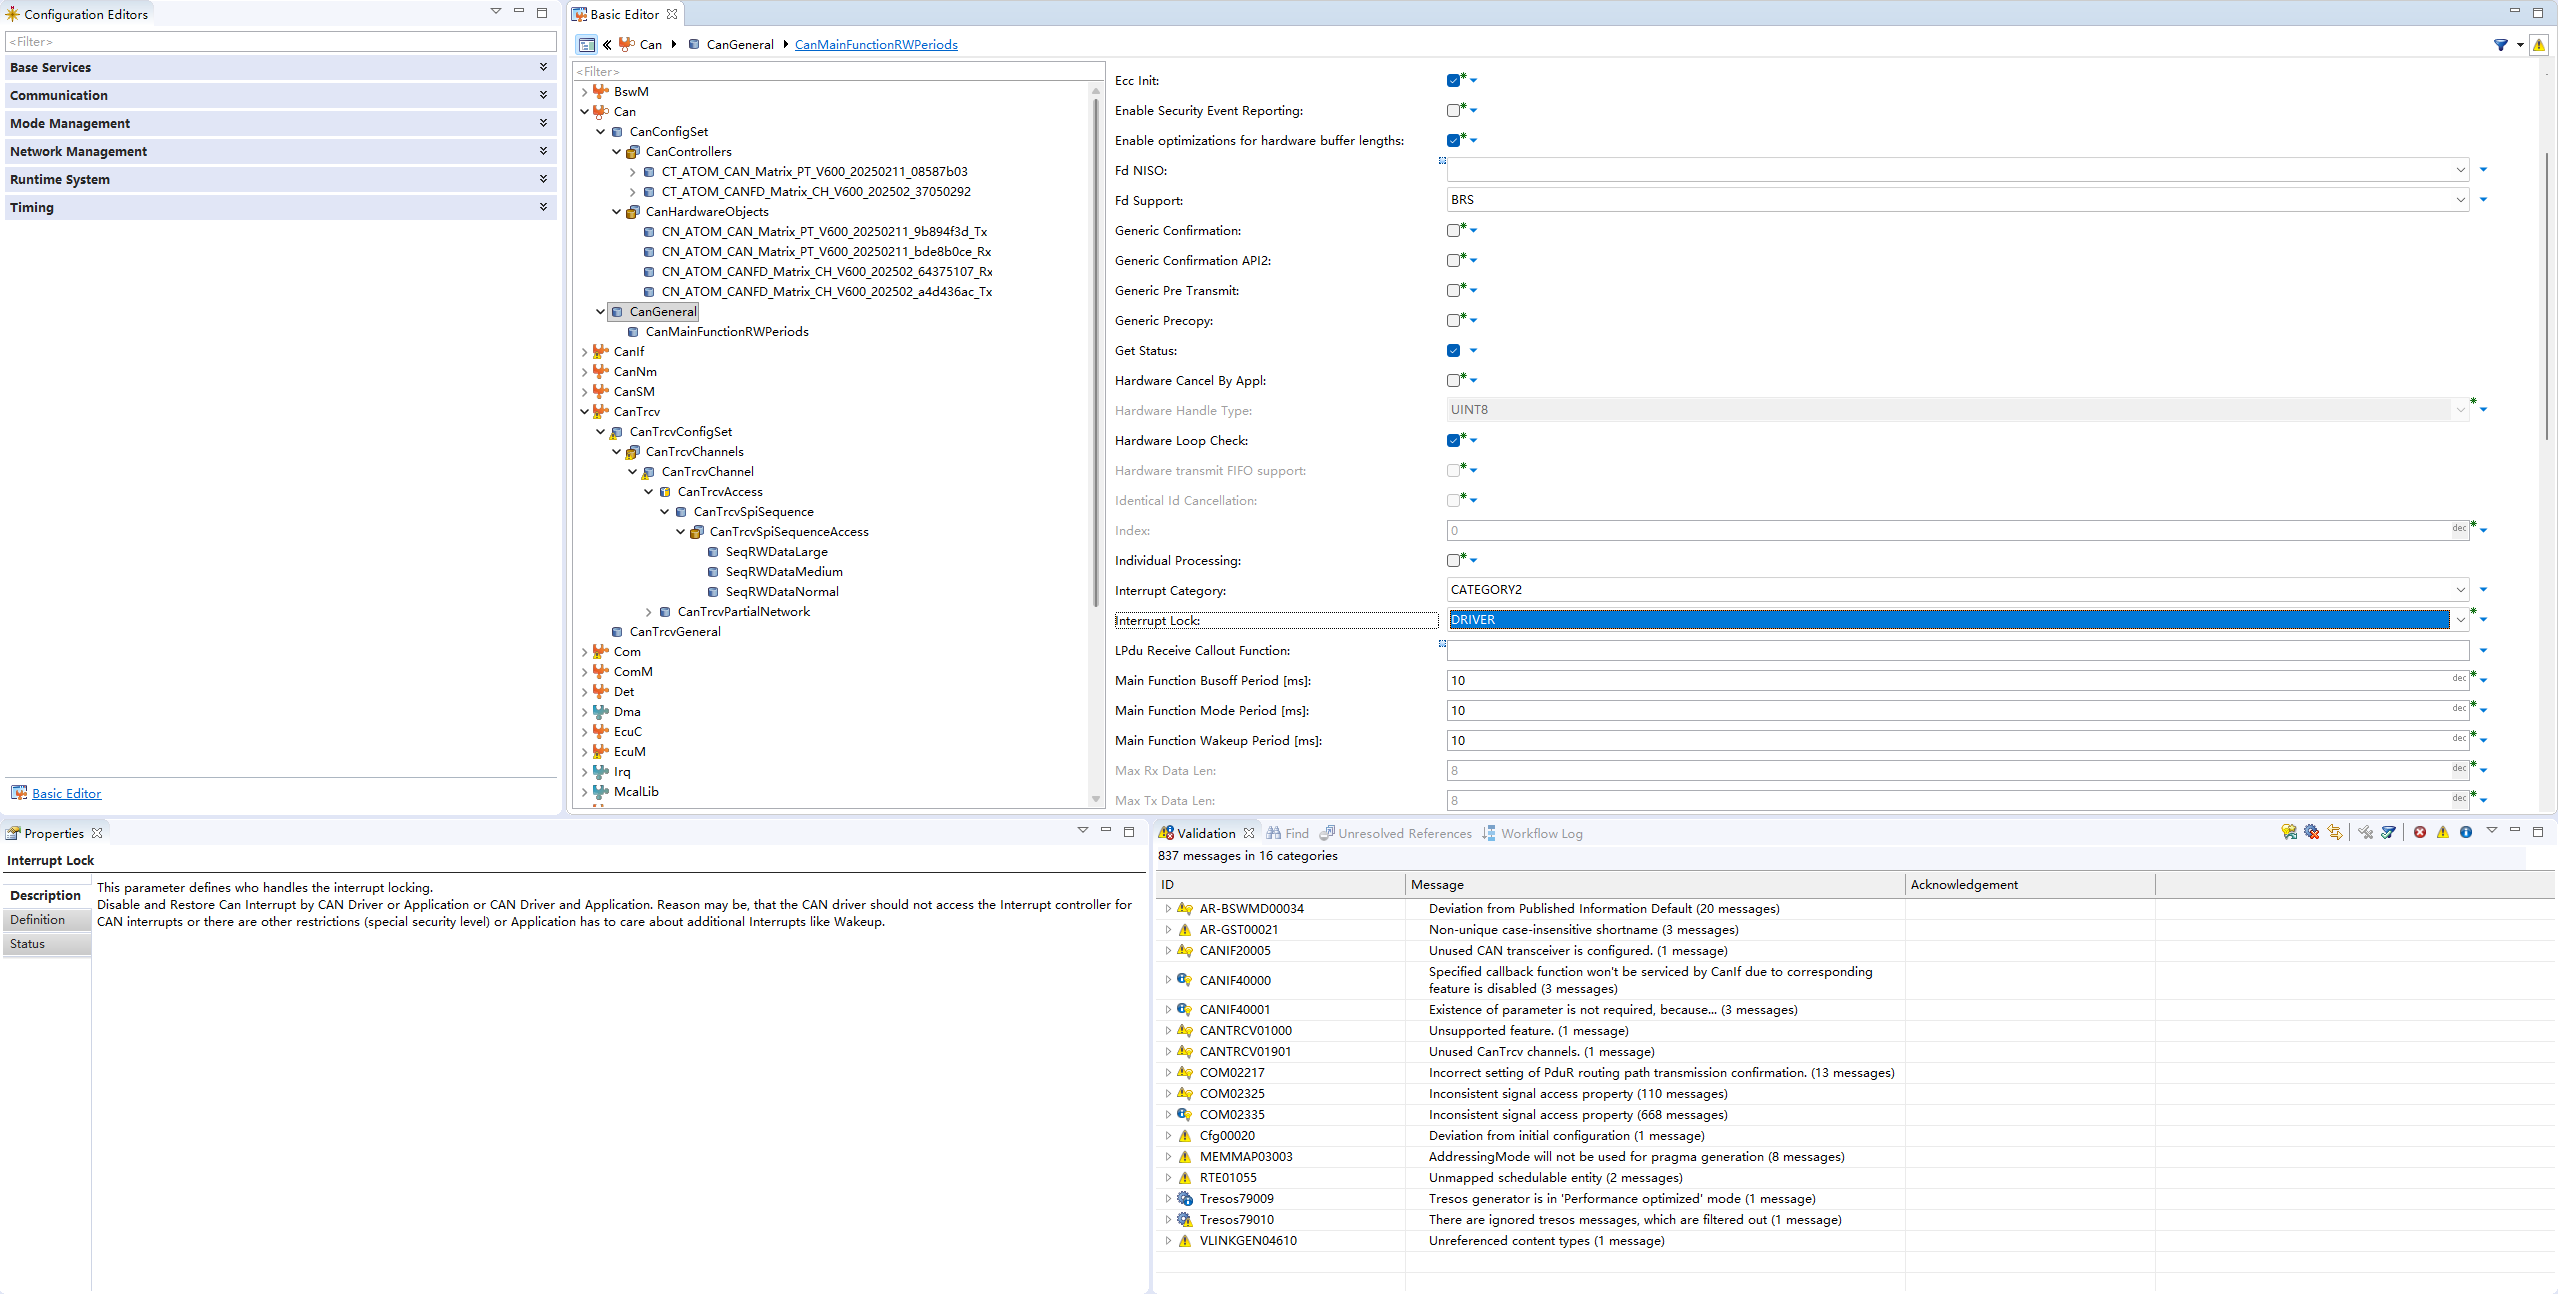 Configuration Editors
<Filter>
Base Services
Communication
Mode Management
Network Management
Runtime System
Timing
Basic Editor
Basic Editor
Can
CanGeneral
CanMainFunctionRWPeriods
<Filter>
BswM
Can
CanConfigSet
CanControllers
CT_ATOM_CAN_Matrix_PT_V600_20250211_08587b03
CT_ATOM_CANFD_Matrix_CH_V600_202502_37050292
CanHardwareObjects
CN_ATOM_CAN_Matrix_PT_V600_20250211_9b894f3d_Tx
CN_ATOM_CAN_Matrix_PT_V600_20250211_bde8b0ce_Rx
CN_ATOM_CANFD_Matrix_CH_V600_202502_64375107_Rx
CN_ATOM_CANFD_Matrix_CH_V600_202502_a4d436ac_Tx
CanGeneral
CanMainFunctionRWPeriods
CanIf
CanNm
CanSM
CanTrcv
CanTrcvConfigSet
CanTrcvChannels
CanTrcvChannel
CanTrcvAccess
CanTrcvSpiSequence
CanTrcvSpiSequenceAccess
SeqRWDataLarge
SeqRWDataMedium
SeqRWDataNormal
CanTrcvPartialNetwork
CanTrcvGeneral
Com
ComM
Det
Dma
EcuC
EcuM
Irq
McalLib
Ecc Init:
Enable Security Event Reporting:
Enable optimizations for hardware buffer lengths:
Fd NISO:
Fd Support: BRS
Generic Confirmation:
Generic Confirmation API2:
Generic Pre Transmit:
Generic Precopy:
Get Status:
Hardware Cancel By Appl:
Hardware Handle Type: UINT8
Hardware Loop Check:
Hardware transmit FIFO support:
Identical Id Cancellation:
Index: 0 dec
Individual Processing:
Interrupt Category: CATEGORY2
Interrupt Lock: DRIVER
LPdu Receive Callout Function:
Main Function Busoff Period [ms]: 10 dec
Main Function Mode Period [ms]: 10 dec
Main Function Wakeup Period [ms]: 10 dec
Max Rx Data Len: 8 dec
Max Tx Data Len: 8 dec
Properties
Interrupt Lock
Description
Definition
Status
This parameter defines who handles the interrupt locking.
Disable and Restore Can Interrupt by CAN Driver or Application or CAN Driver and Application. Reason may be, that the CAN driver should not access the Interrupt controller for
CAN interrupts or there are other restrictions (special security level) or Application has to care about additional Interrupts like Wakeup.
Validation Find Unresolved References Workflow Log
837 messages in 16 categories
ID Message Acknowledgement
AR-BSWMD00034 Deviation from Published Information Default (20 messages)
AR-GST00021 Non-unique case-insensitive shortname (3 messages)
CANIF20005 Unused CAN transceiver is configured. (1 message)
CANIF40000 Specified callback function won't be serviced by CanIf due to corresponding
feature is disabled (3 messages)
CANIF40001 Existence of parameter is not required, because... (3 messages)
CANTRCV01000 Unsupported feature. (1 message)
CANTRCV01901 Unused CanTrcv channels. (1 message)
COM02217 Incorrect setting of PduR routing path transmission confirmation. (13 messages)
COM02325 Inconsistent signal access property (110 messages)
COM02335 Inconsistent signal access property (668 messages)
Cfg00020 Deviation from initial configuration (1 message)
MEMMAP03003 AddressingMode will not be used for pragma generation (8 messages)
RTE01055 Unmapped schedulable entity (2 messages)
Tresos79009 Tresos generator is in 'Performance optimized' mode (1 message)
Tresos79010 There are ignored tresos messages, which are filtered out (1 message)
VLINKGEN04610 Unreferenced content types (1 message)